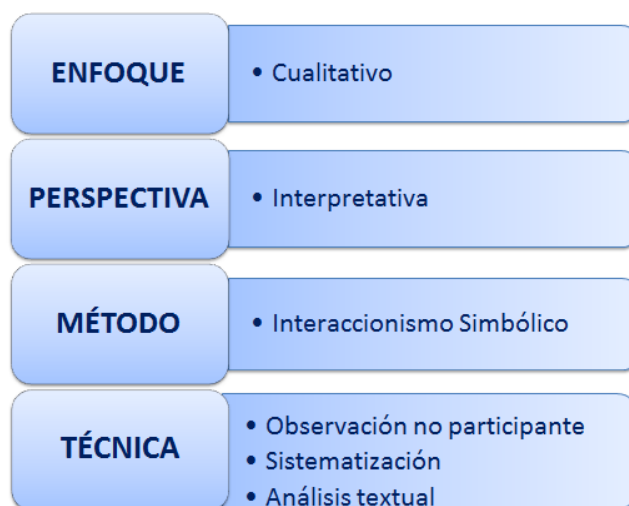 ENFOQUE
• Cualitativo
PERSPECTIVA
• Interpretativa
MÉTODO
• Interaccionismo Simbólico
TÉCNICA
• Observación no participante
• Sistematización
• Análisis textual